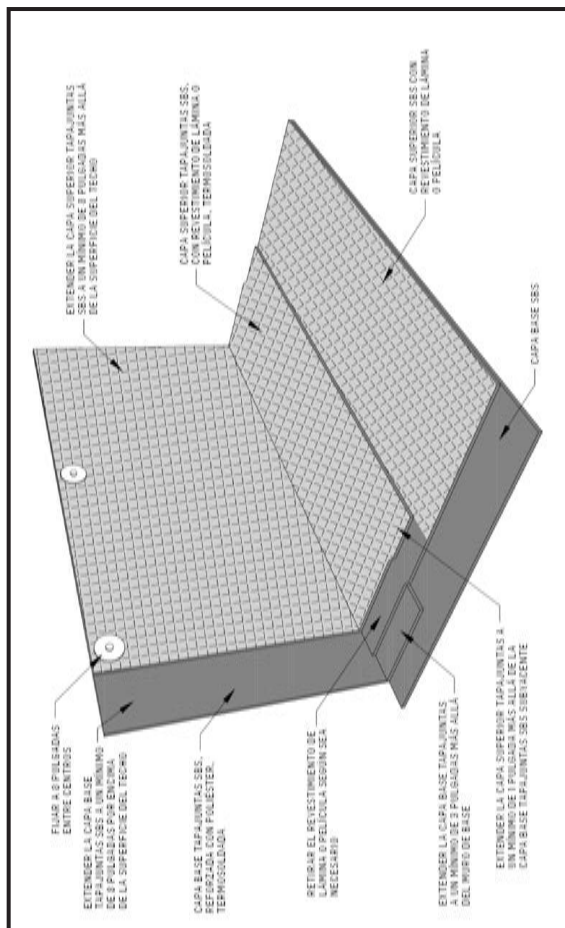 FIJAR A 8 PULGADAS
ENTRE CENTROS
EXTENDER LA CAPA BASE
TAPAJUNTAS SBS A UN MÍNIMO
DE 8 PULGADAS POR ENCIMA
DE LA SUPERFICIE DEL TECHO
CAPA BASE TAPAJUNTAS SBS,
REFORZADA CON POLIÉSTER,
TERMOSOLDADA
RETIRAR EL REVESTIMIENTO DE
LÁMINA O PELÍCULA SEGÚN SEA
NECESARIO
EXTENDER LA CAPA BASE TAPAJUNTAS
A UN MÍNIMO DE 3 PULGADAS MÁS ALLÁ
DEL MURO DE BASE
EXTENDER LA CAPA SUPERIOR TAPAJUNTAS A
UN MÍNIMO DE 1 PULGADA MÁS ALLÁ DE LA
CAPA BASE TAPAJUNTAS SBS SUBYACENTE
EXTENDER LA CAPA SUPERIOR TAPAJUNTAS
SBS A UN MÍNIMO DE 8 PULGADAS MÁS ALLÁ
DE LA SUPERFICIE DEL TECHO
CAPA SUPERIOR TAPAJUNTAS SBS,
CON REVESTIMIENTO DE LÁMINA O
PELÍCULA, TERMOSOLDADA
CAPA SUPERIOR SBS CON
REVESTIMIENTO DE LÁMINA
O PELÍCULA
CAPA BASE SBS